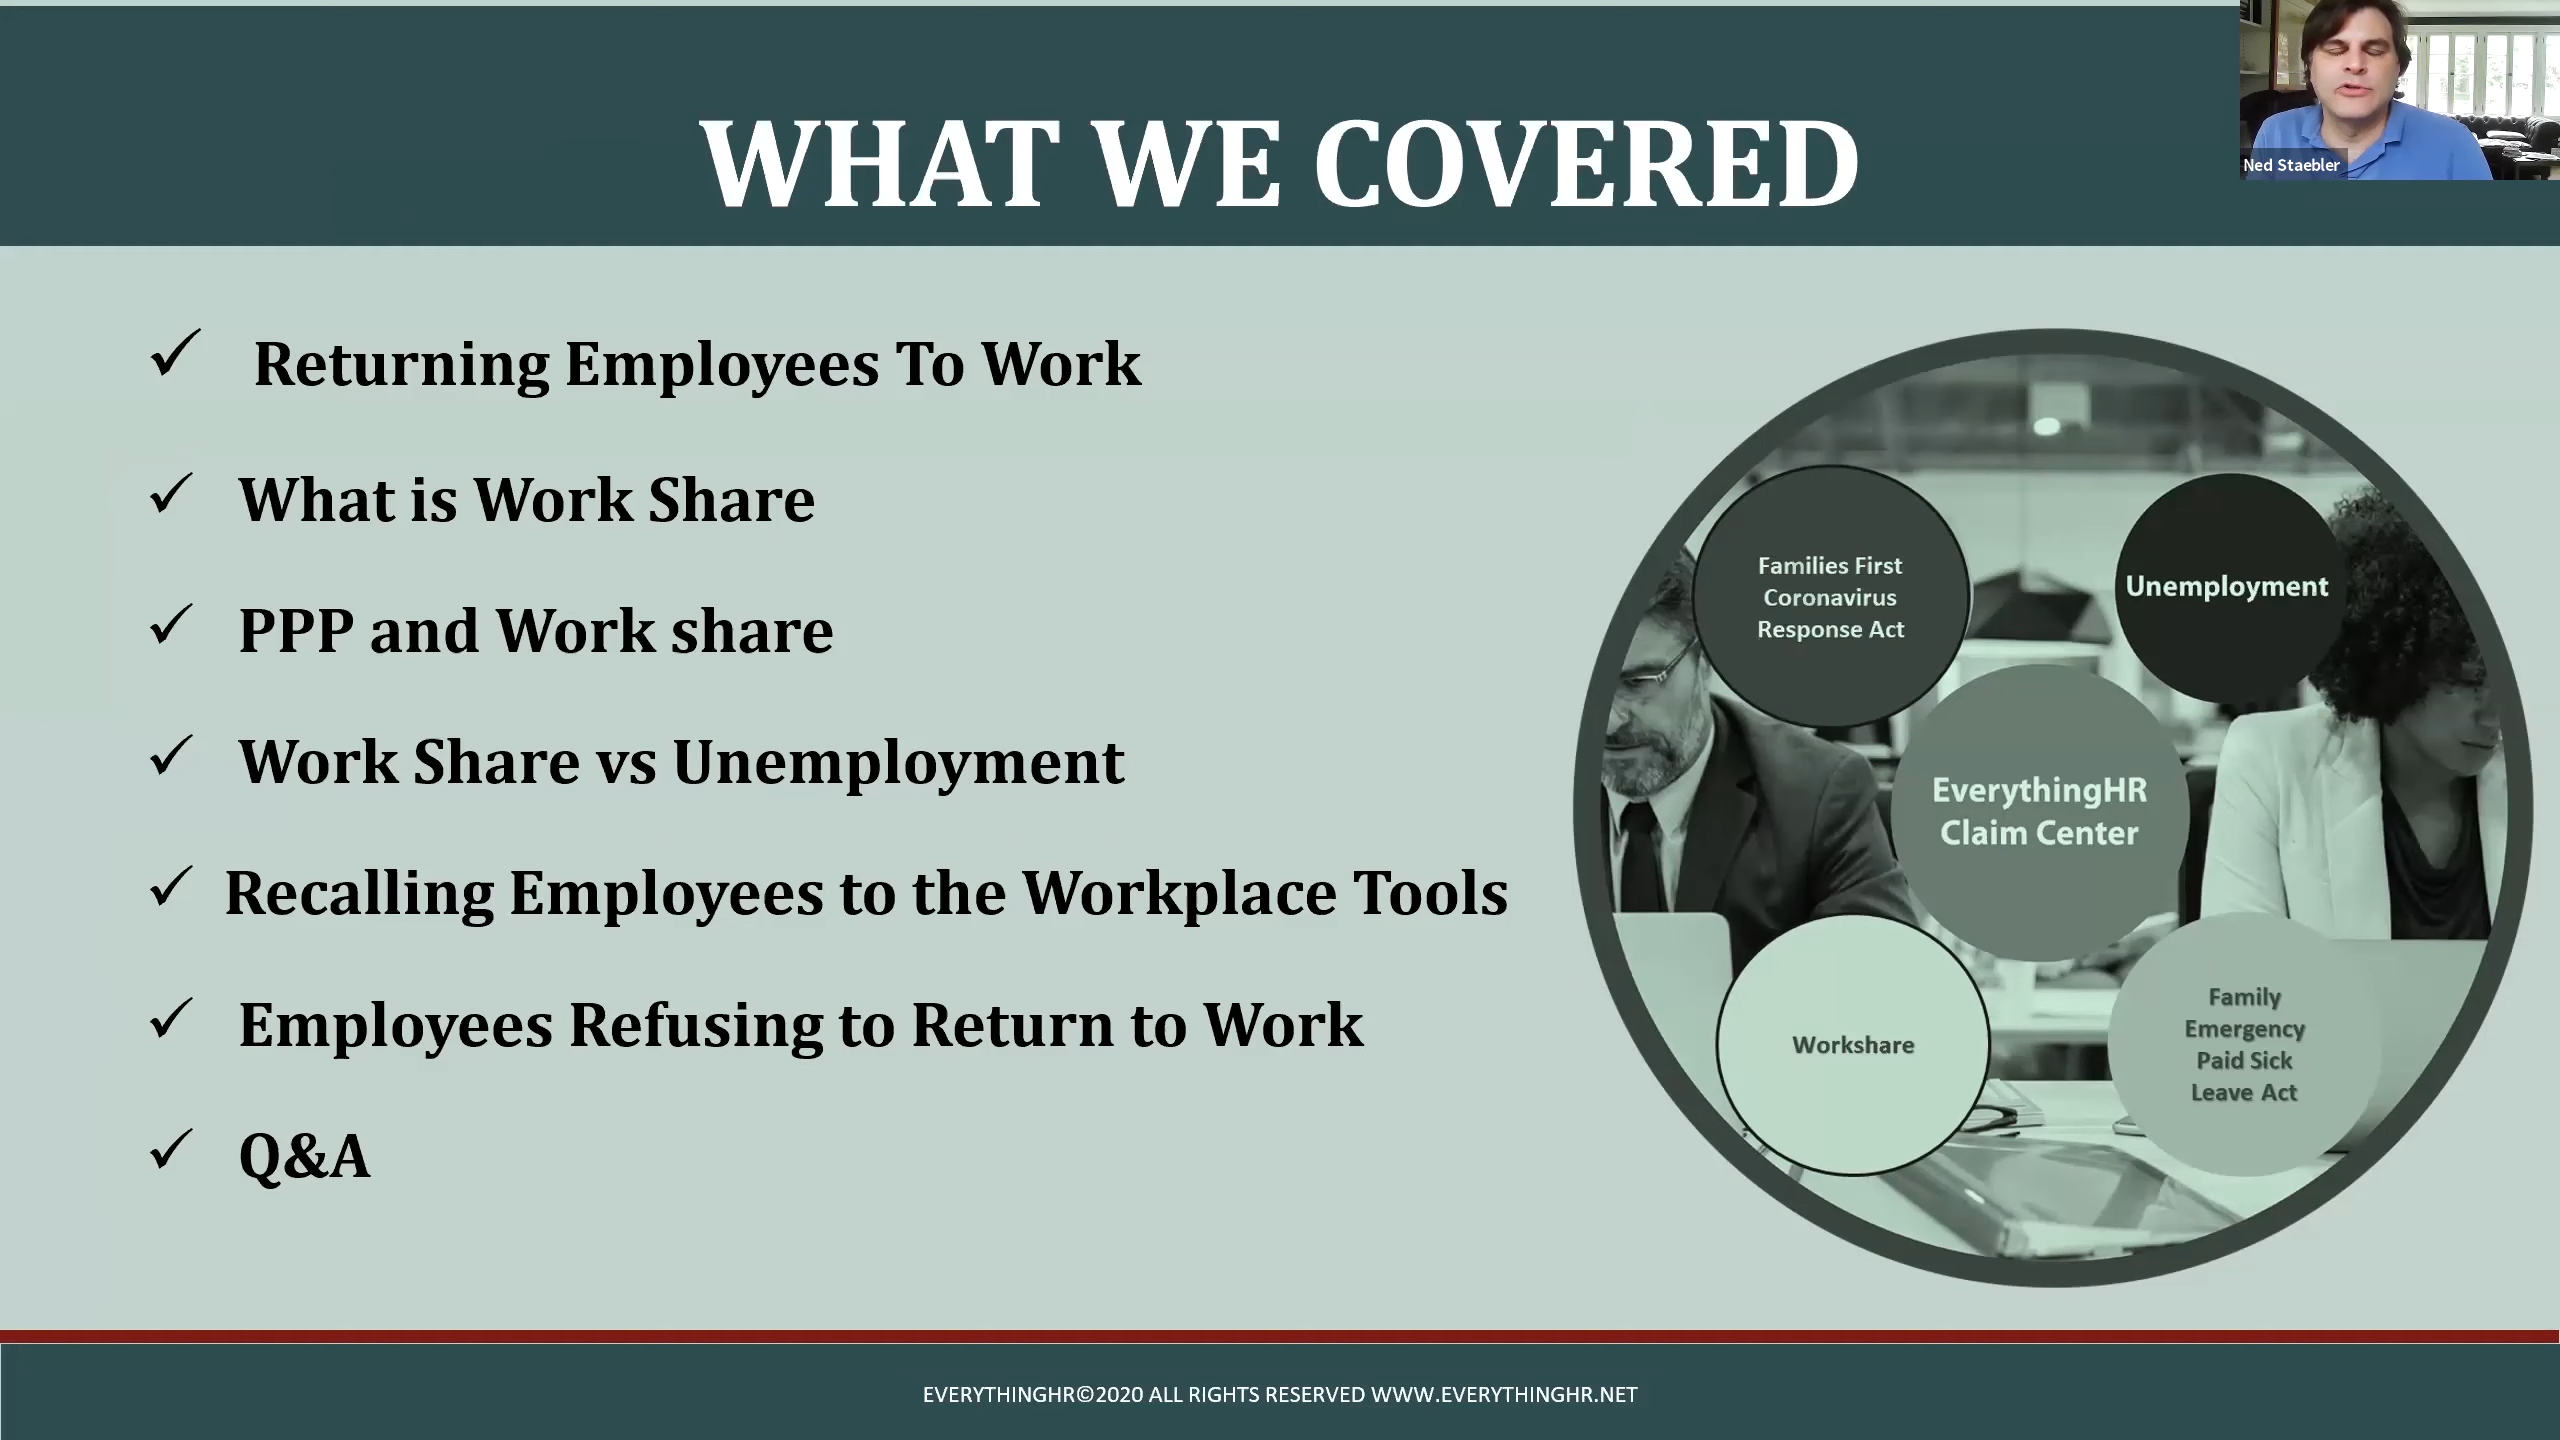 WHAT WE COVERED
Ned Staebler
Returning Employees To Work
What is Work Share
PPP and Work share
Work Share vs Unemployment
Recalling Employees to the Workplace Tools
Employees Refusing to Return to Work
Q&A
Families First
Coronavirus
Response Act
Unemployment
EverythingHR
Claim Center
Workshare
Family
Emergency
Paid Sick
Leave Act
EVERYTHINGHR©2020 ALL RIGHTS RESERVED WWW.EVERYTHINGHR.NET